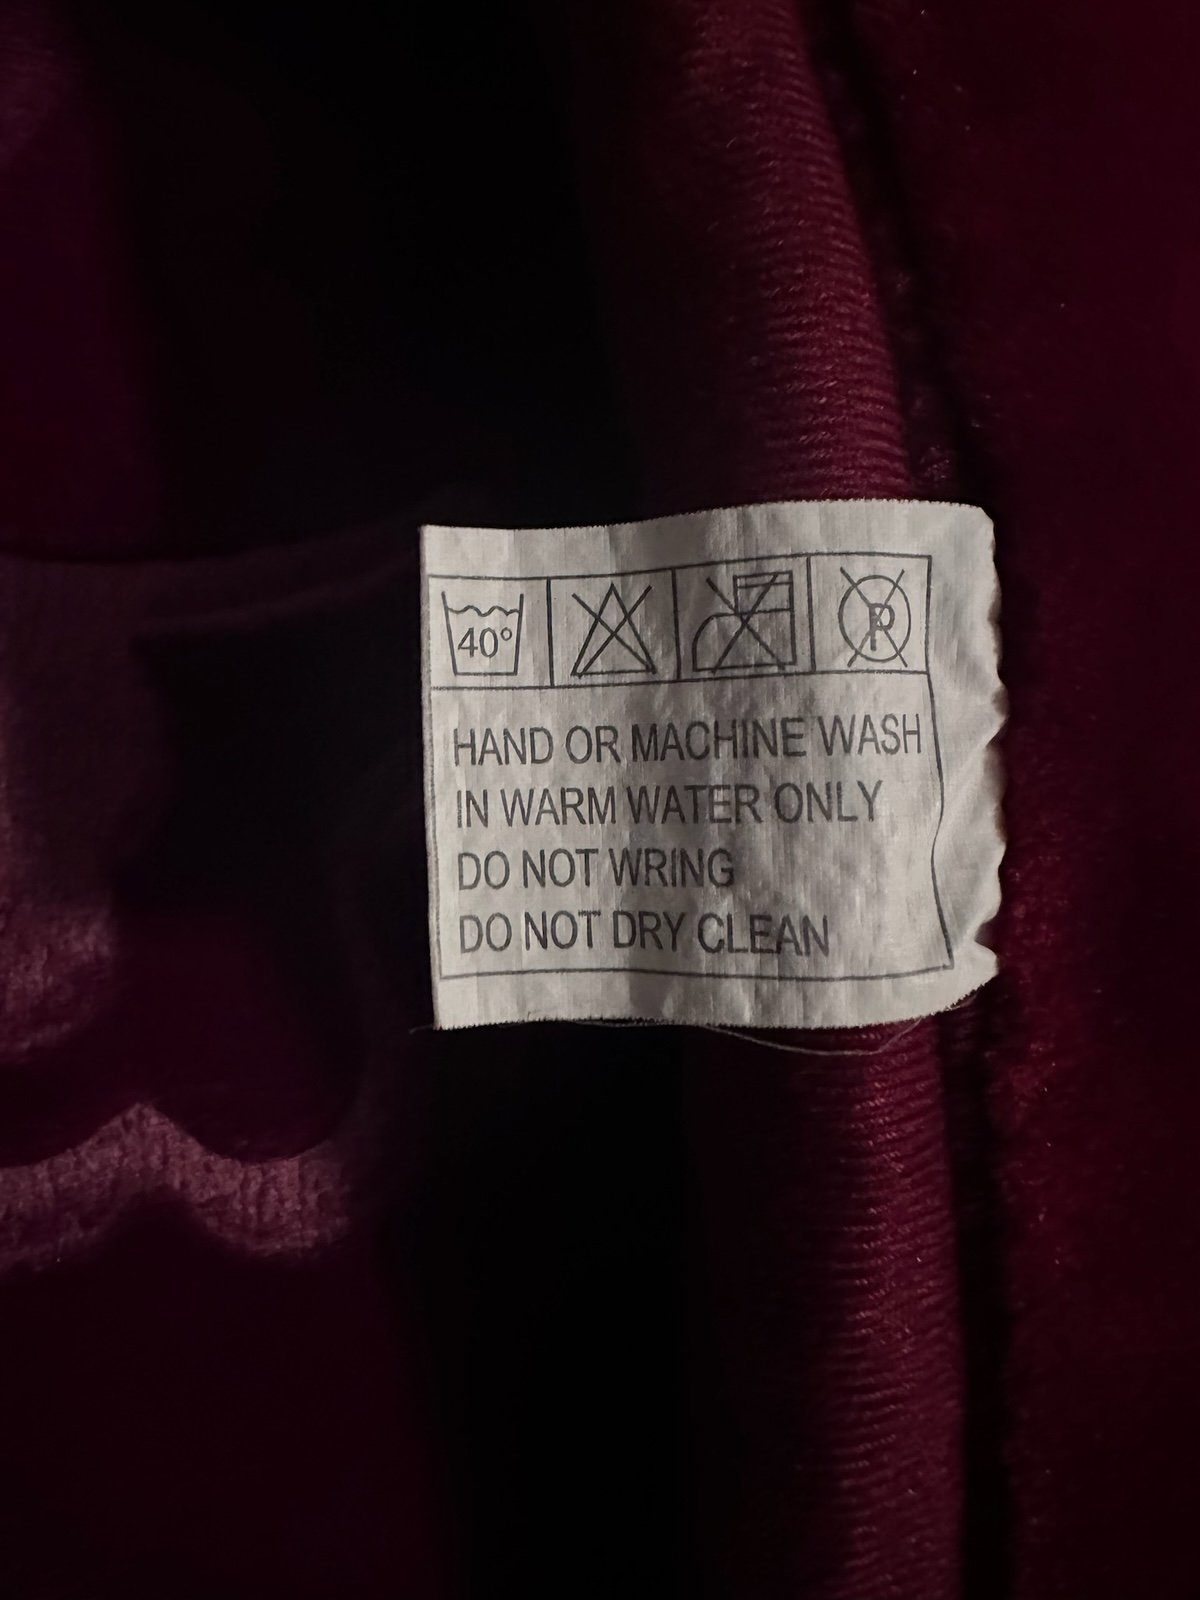 40° P
HAND OR MACHINE WASH
IN WARM WATER ONLY
DO NOT WRING
DO NOT DRY CLEAN